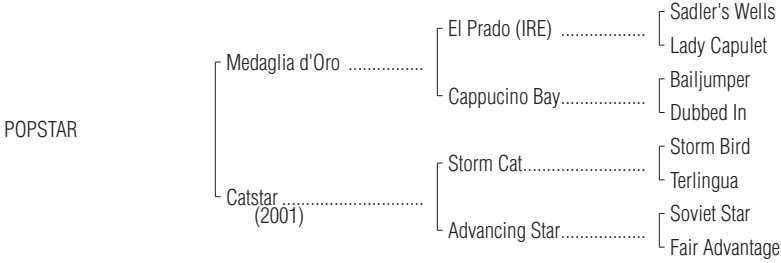 Sadler's Wells
El Prado (IRE) ..................
Lady Capulet
Medaglia d'Oro ................
Bailjumper
Cappucino Bay..................
Dubbed In
POPSTAR
Storm Bird
Storm Cat..........................
Terlingua
Catstar ..............................
(2001)
Soviet Star
Advancing Star..................
Fair Advantage